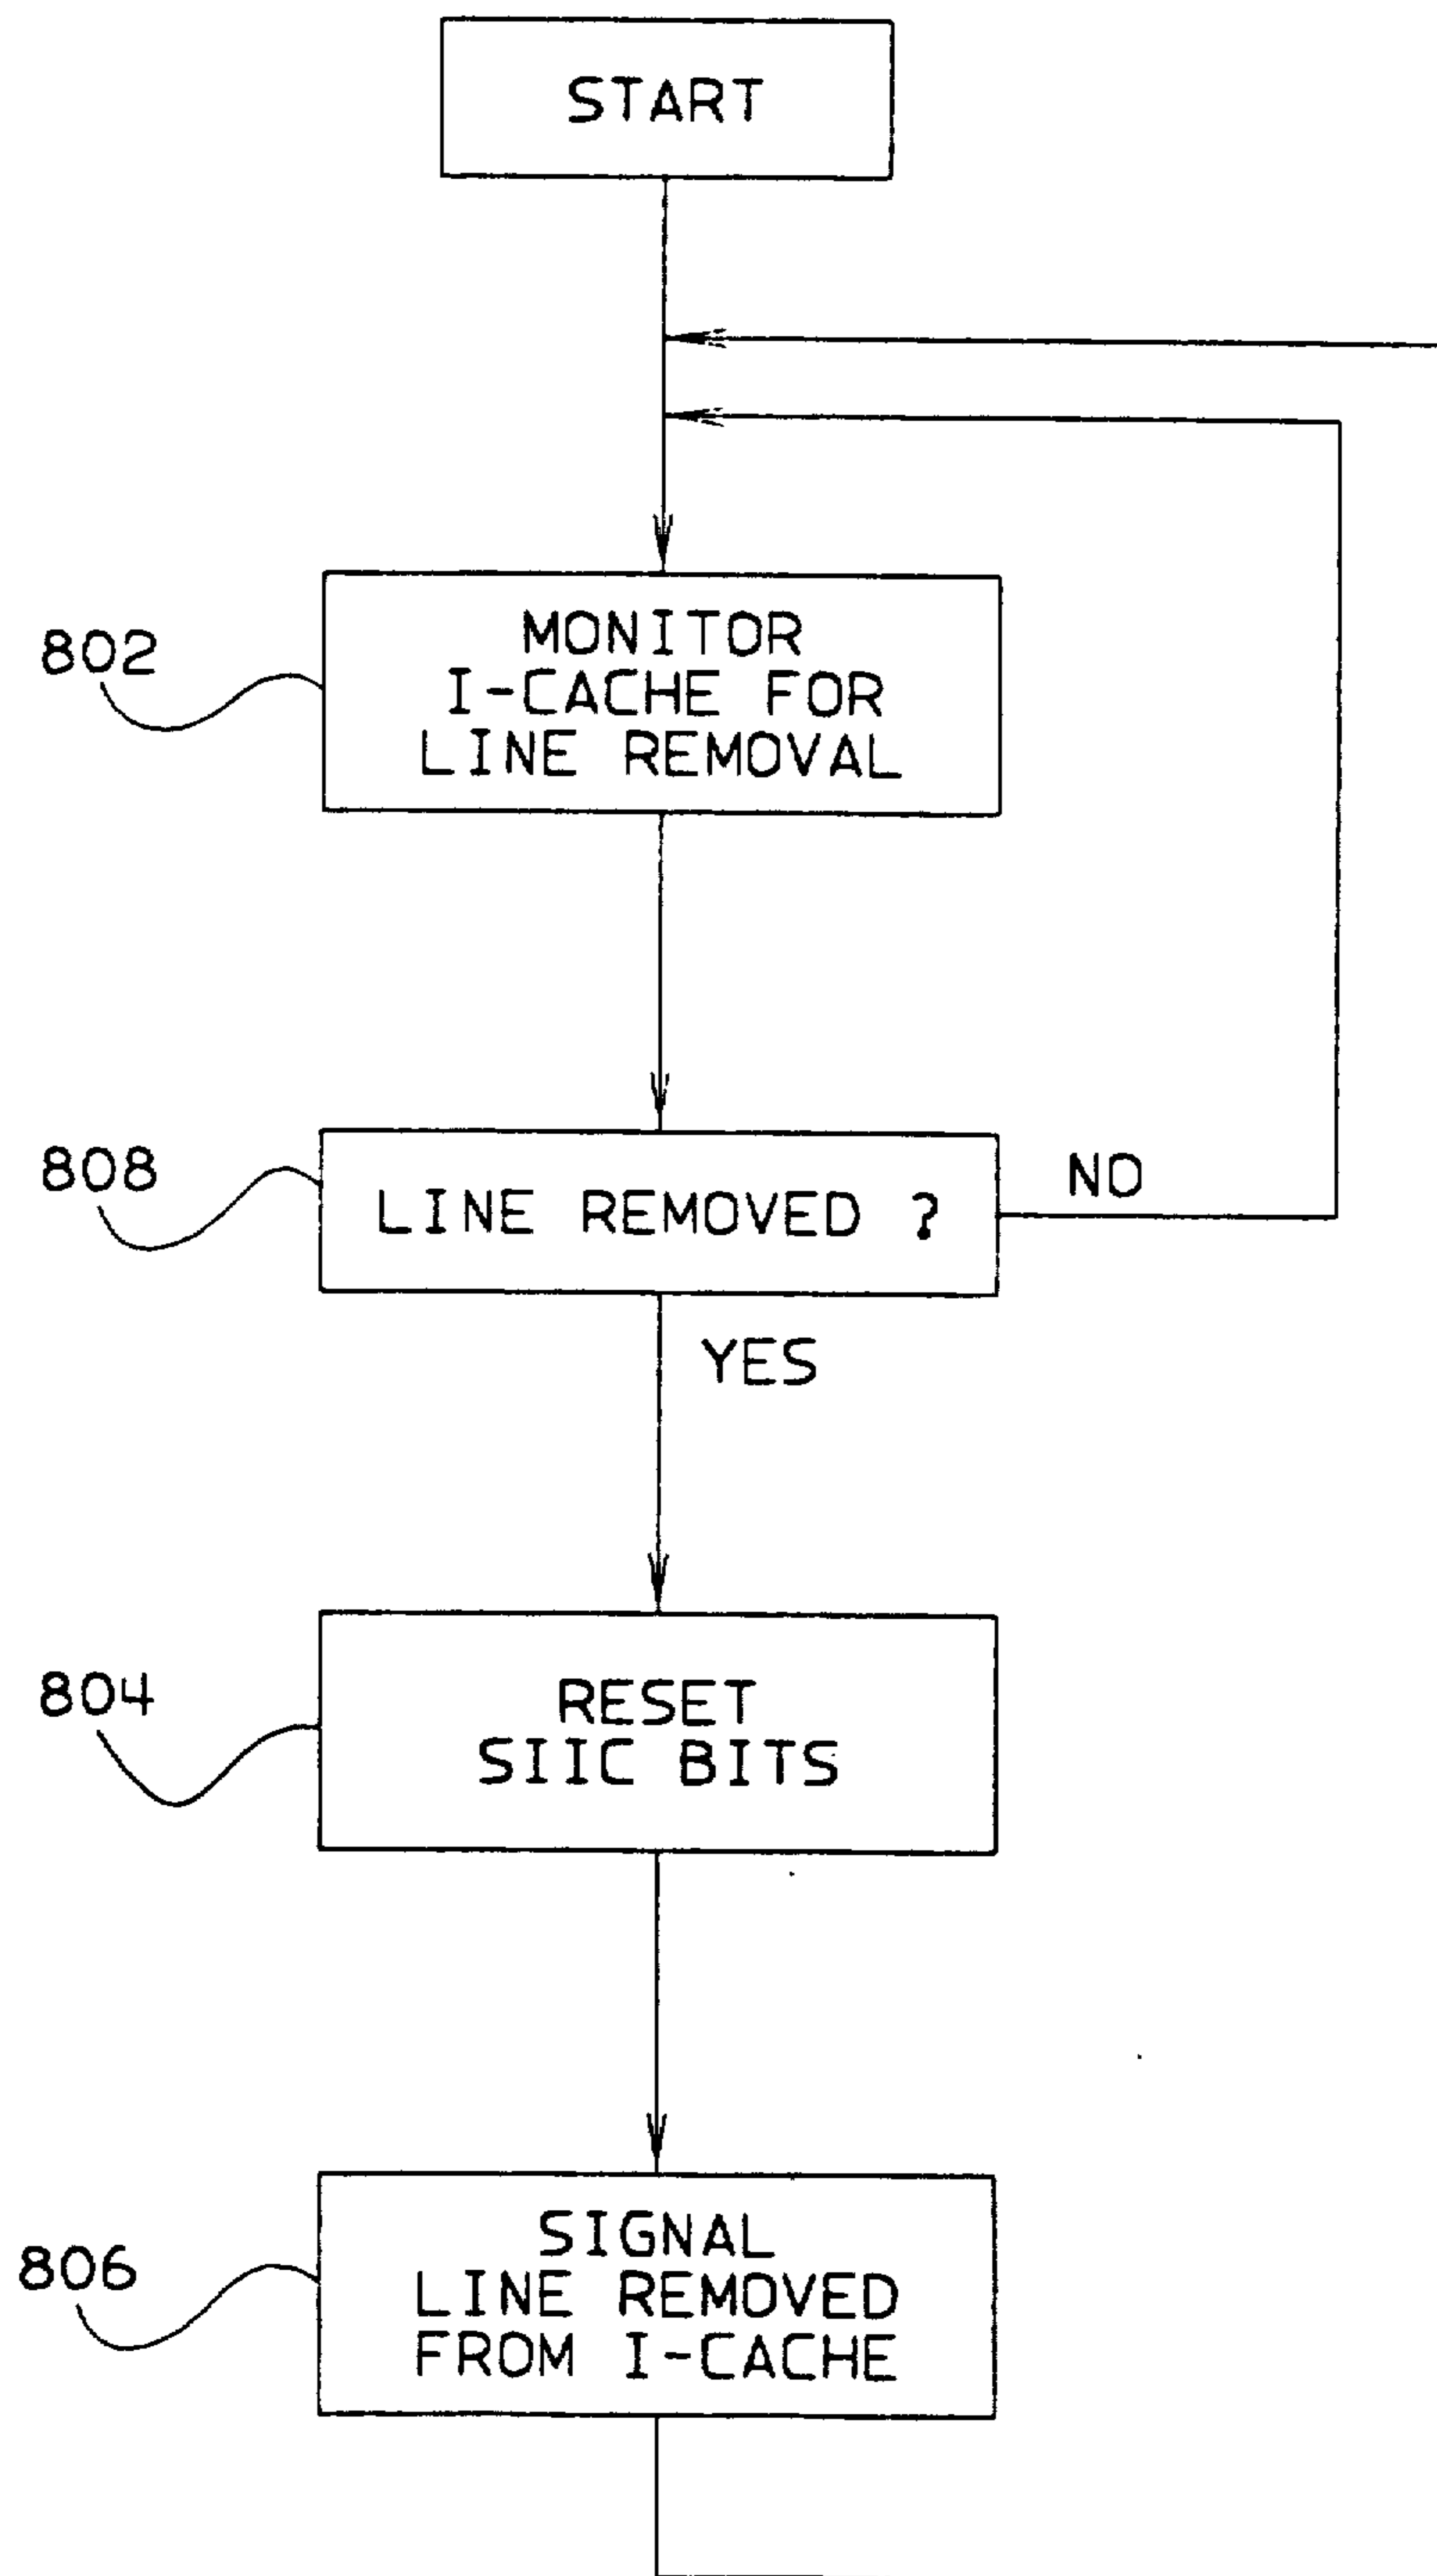 START
802
MONITOR
I-CACHE FOR
LINE REMOVAL
808
LINE REMOVED ?
NO
YES
804
RESET
SIIC BITS
806
SIGNAL
LINE REMOVED
FROM I-CACHE